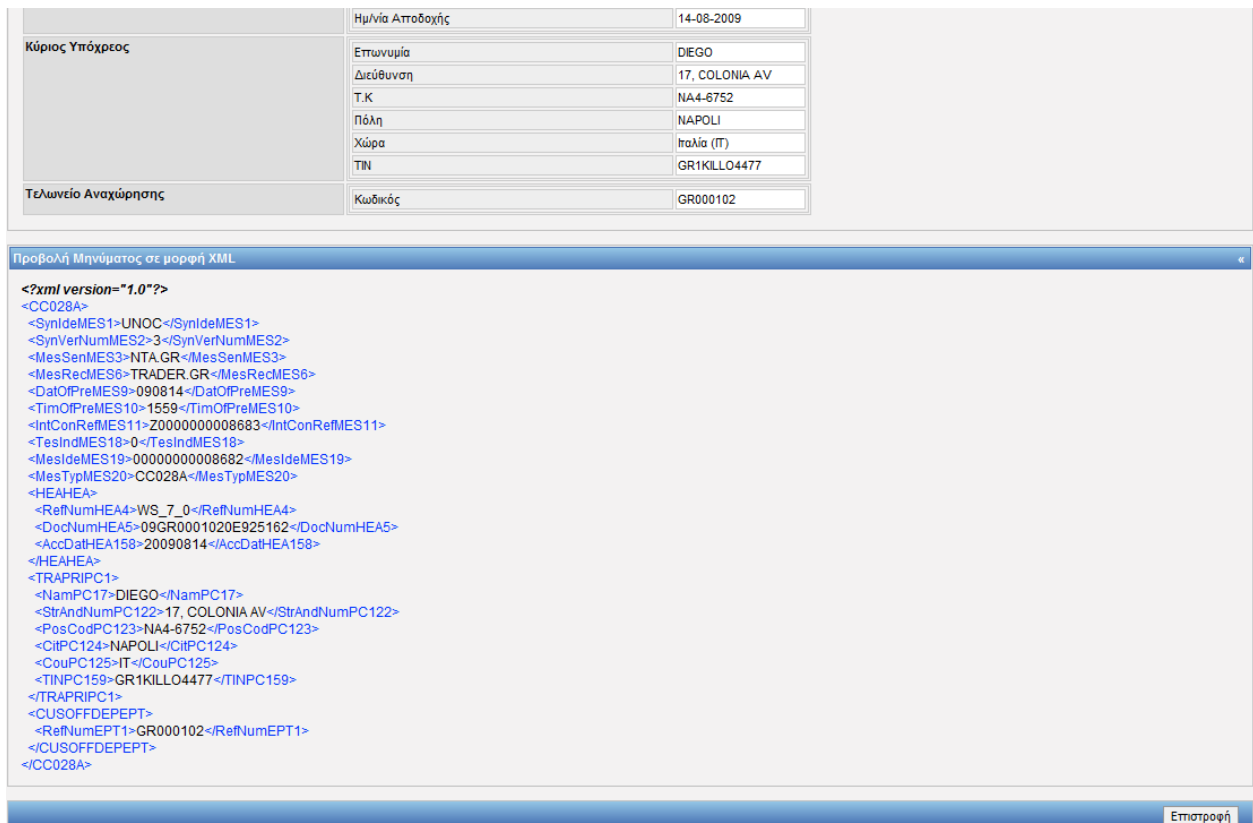 Ημ/νία Αποδοχής 14-08-2009
Κύριος Υπόχρεος
Επωνυμία DIEGO
Διεύθυνση 17, COLONIA AV
Τ.Κ NA4-6752
Πόλη NAPOLI
Χώρα Ιταλία (IT)
TIN GR1KILLO4477
Τελωνείο Αναχώρησης
Κωδικός GR000102
Προβολή Μηνύματος σε μορφή XML «
<?xml version="1.0"?>
<CC028A>
<SynIdeMES1>UNOC</SynIdeMES1>
<SynVerNumMES2>3</SynVerNumMES2>
<MesSenMES3>NTA.GR</MesSenMES3>
<MesRecMES6>TRADER.GR</MesRecMES6>
<DatOfPreMES9>090814</DatOfPreMES9>
<TimOfPreMES10>1559</TimOfPreMES10>
<IntConRefMES11>Z0000000008683</IntConRefMES11>
<TesIndMES18>0</TesIndMES18>
<MesIdeMES19>00000000008682</MesIdeMES19>
<MesTypMES20>CC028A</MesTypMES20>
<HEAHEA>
<RefNumHEA4>WS_7_0</RefNumHEA4>
<DocNumHEA5>09GR0001020E925162</DocNumHEA5>
<AccDatHEA158>20090814</AccDatHEA158>
</HEAHEA>
<TRAPRIPC1>
<NamPC17>DIEGO</NamPC17>
<StrAndNumPC122>17, COLONIA AV</StrAndNumPC122>
<PosCodPC123>NA4-6752</PosCodPC123>
<CitPC124>NAPOLI</CitPC124>
<CouPC125>IT</CouPC125>
<TINPC159>GR1KILLO4477</TINPC159>
</TRAPRIPC1>
<CUSOFFDEPEPT>
<RefNumEPT1>GR000102</RefNumEPT1>
</CUSOFFDEPEPT>
</CC028A>
Επιστροφή